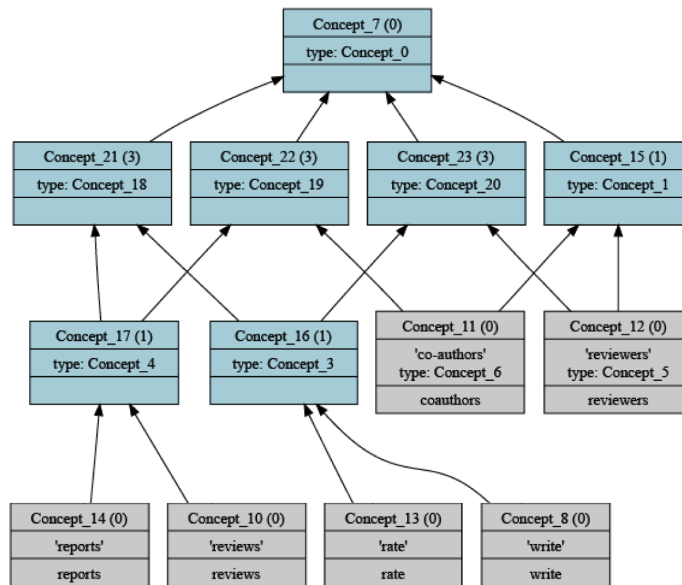 Concept_7 (0)
type: Concept_0
Concept_21 (3)
type: Concept_18
Concept_22 (3)
type: Concept_19
Concept_23 (3)
type: Concept_20
Concept_15 (1)
type: Concept_1
Concept_17 (1)
type: Concept_4
Concept_16 (1)
type: Concept_3
Concept_11 (0)
'co-authors'
type: Concept_6
coauthors
Concept_12 (0)
'reviewers'
type: Concept_5
reviewers
Concept_14 (0)
'reports'
reports
Concept_10 (0)
'reviews'
reviews
Concept_13 (0)
'rate'
rate
Concept_8 (0)
'write'
write